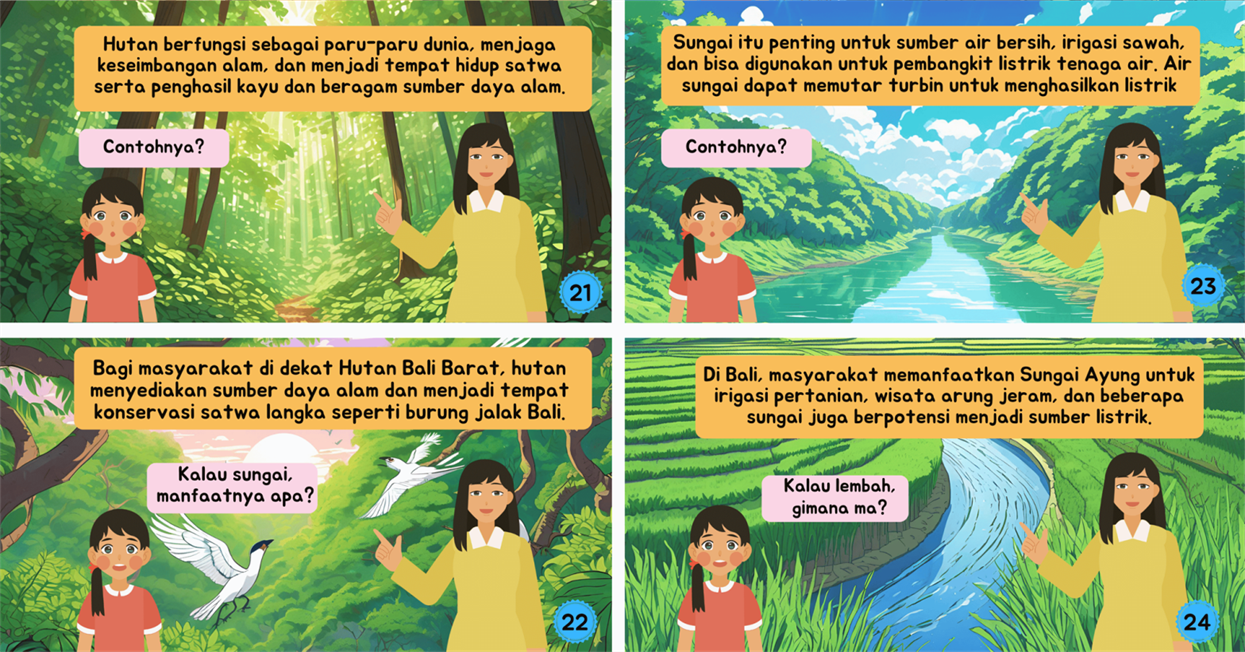 Hutan berfungsi sebagai paru-paru dunia, menjaga
keseimbangan alam, dan menjadi tempat hidup satwa
serta penghasil kayu dan beragam sumber daya alam.
Contohnya?
21
Bagi masyarakat di dekat Hutan Bali Barat, hutan
menyediakan sumber daya alam dan menjadi tempat
konservasi satwa langka seperti burung jalak Bali.
Kalau sungai,
manfaatnya apa?
22
Sungai itu penting untuk sumber air bersih, irigasi sawah,
dan bisa digunakan untuk pembangkit listrik tenaga air. Air
sungai dapat memutar turbin untuk menghasilkan listrik
Contohnya?
23
Di Bali, masyarakat memanfaatkan Sungai Ayung untuk
irigasi pertanian, wisata arung jeram, dan beberapa
sungai juga berpotensi menjadi sumber listrik.
Kalau lembah,
gimana ma?
24